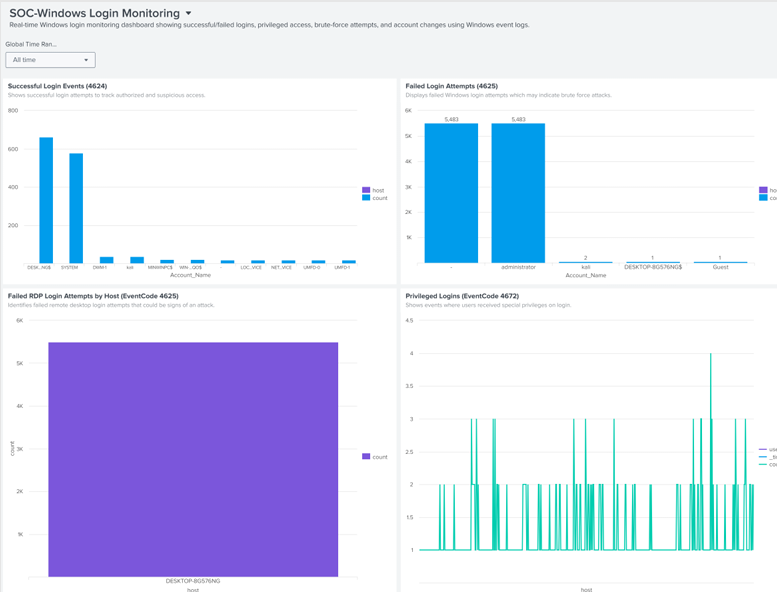 SOC-Windows Login Monitoring
Real-time Windows login monitoring dashboard showing successful/failed logins, privileged access, brute-force attempts, and account changes using Windows event logs.
Global Time Ran...
All time
Successful Login Events (4624)
Shows successful login attempts to track authorized and suspicious access.
800
600
400
200
DESK...NG$
SYSTEM
DWM-1
kali
MRWAINPC$
WIN_...QO$
-
LOC...VICE
NET...VICE
UMFD-0
UMFD-1
Account_Name
host
count
Failed Login Attempts (4625)
Displays failed Windows login attempts which may indicate brute force attacks.
6K
5K
4K
3K
2K
1K
5,483
5,483
2
1
1
-
administrator
kali
DESKTOP-8G576NG$
Guest
Account_Name
ho
co
Failed RDP Login Attempts by Host (EventCode 4625)
Identifies failed remote desktop login attempts that could be signs of an attack.
6K
5K
4K
3K
2K
1K
count
DESKTOP-8G576NG
host
count
Privileged Logins (EventCode 4672)
Shows events where users received special privileges on login.
4.5
4
3.5
3
2.5
2
1.5
1
host
use
_ti
co